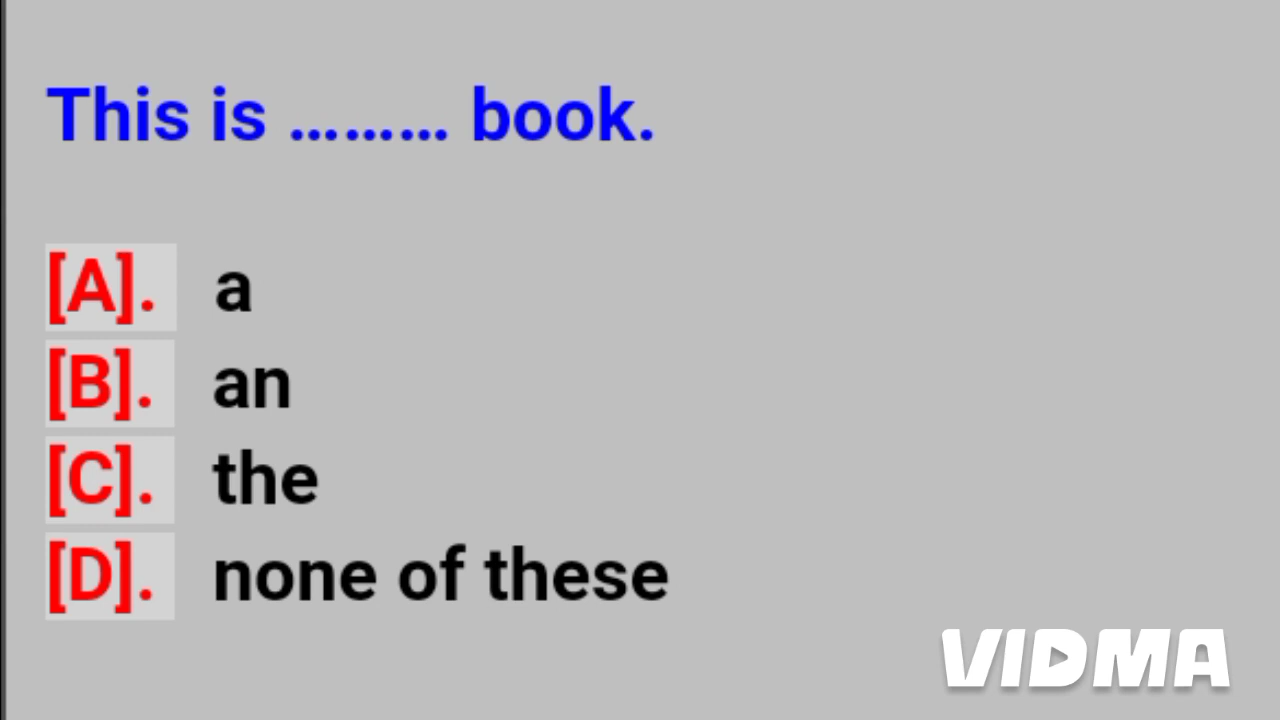 This is ……… book.
[A]. a
[B]. an
[C]. the
[D]. none of these
VIDMA